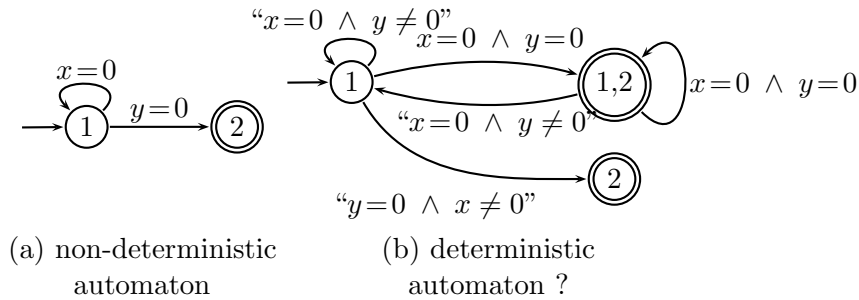 “x=0 ∧ y≠0”
x=0 ∧ y=0
x=0
1
1,2
x=0 ∧ y=0
y=0
“x=0 ∧ y≠0”
1
2
2
“y=0 ∧ x≠0”
(a) non-deterministic
automaton
(b) deterministic
automaton ?